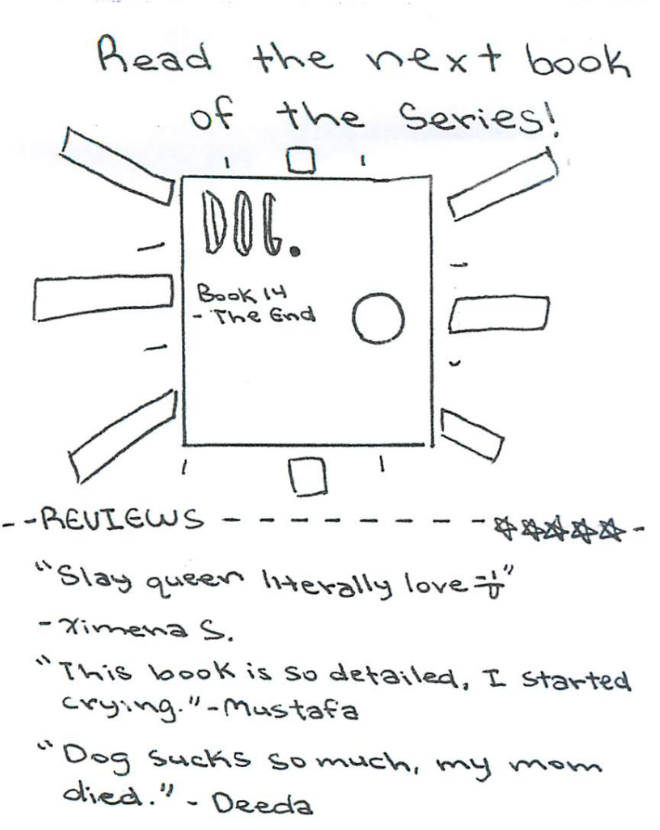 Read the next book
of the Series!
DOG.
Book 14
- The End
--REVIEWS - - - - - - - ☆☆☆☆☆-
"Slay queen literally love"
-Ximena S.
"This book is so detailed, I started
crying."-Mustafa
"Dog sucks so much, my mom
died." - Deeda